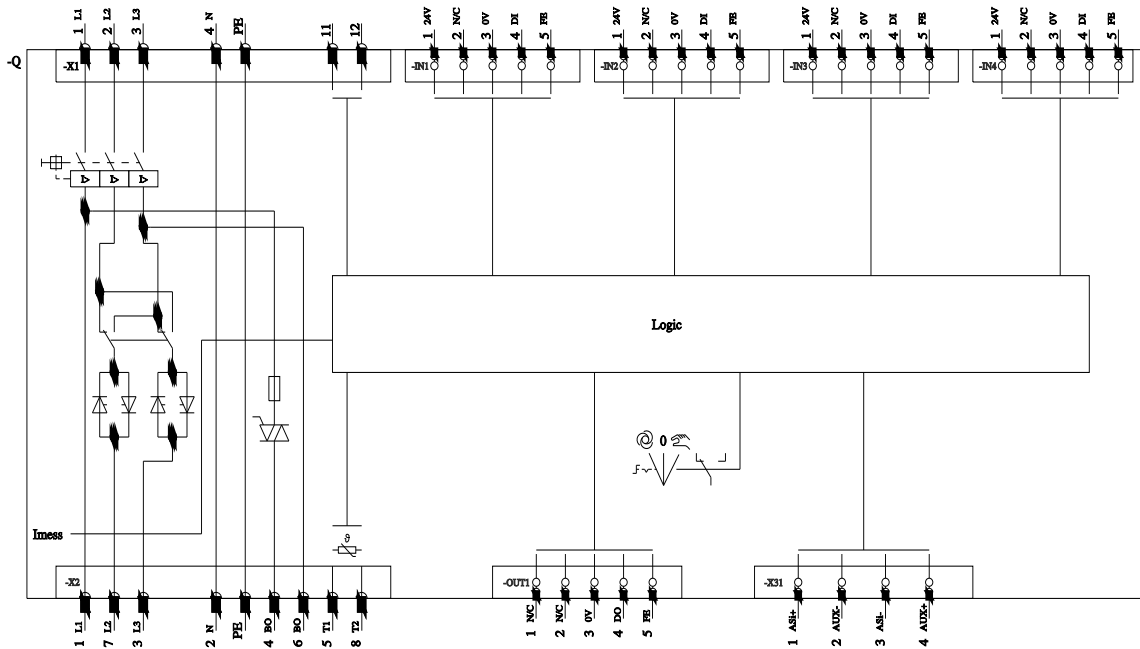 1 L1
2 L2
3 L3
4 N
PE
11
12
1 24V
2 N/C
3 0V
4 DI
5 FE
1 24V
2 N/C
3 0V
4 DI
5 FE
1 24V
2 N/C
3 0V
4 DI
5 FE
1 24V
2 N/C
3 0V
4 DI
5 FE
-Q
-X1
-IN1
-IN2
-IN3
-IN4
Logic
0
Imess
ϑ
-X2
-OUT1
-X31
1 L1
7 L2
3 L3
2 N
PE
4 BO
6 BO
5 T1
8 T2
1 N/C
2 N/C
3 0V
4 DO
5 FE
1 ASi+
2 AUX-
3 ASi-
4 AUX+